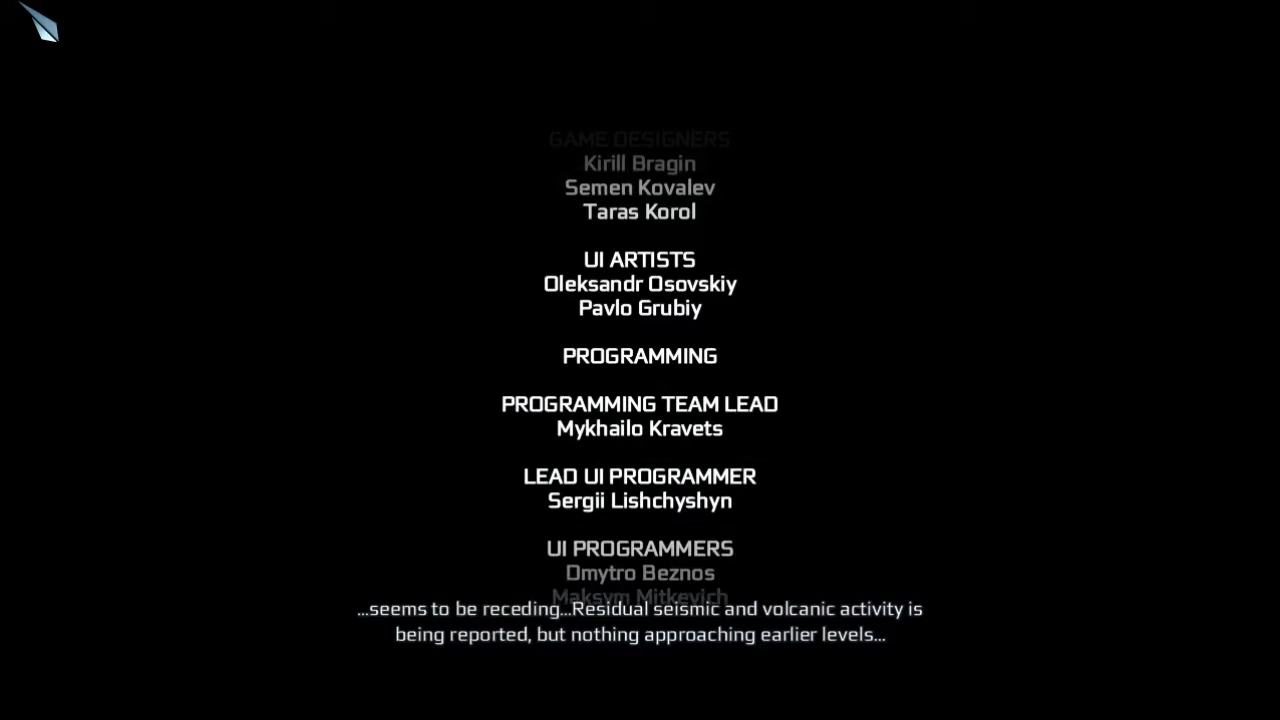 GAME DESIGNERS
Kirill Bragin
Semen Kovalev
Taras Korol
UI ARTISTS
Oleksandr Osovskiy
Pavlo Grubiy
PROGRAMMING
PROGRAMMING TEAM LEAD
Mykhailo Kravets
LEAD UI PROGRAMMER
Sergii Lishchyshyn
UI PROGRAMMERS
Dmytro Beznos
Maksym Mitkevich
...seems to be receding...Residual seismic and volcanic activity is
being reported, but nothing approaching earlier levels...